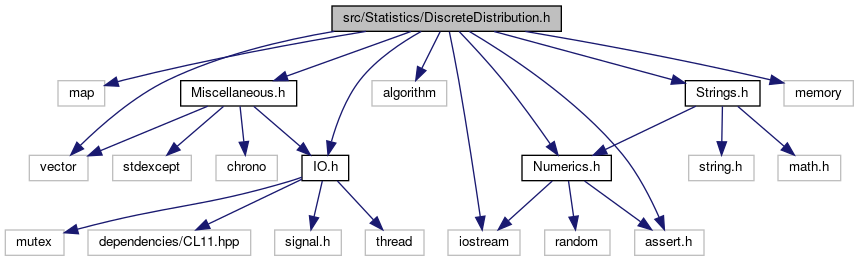 src/Statistics/DiscreteDistribution.h
map
Miscellaneous.h
algorithm
Strings.h
memory
vector
stdexcept
chrono
IO.h
Numerics.h
string.h
math.h
mutex
dependencies/CL11.hpp
signal.h
thread
iostream
random
assert.h